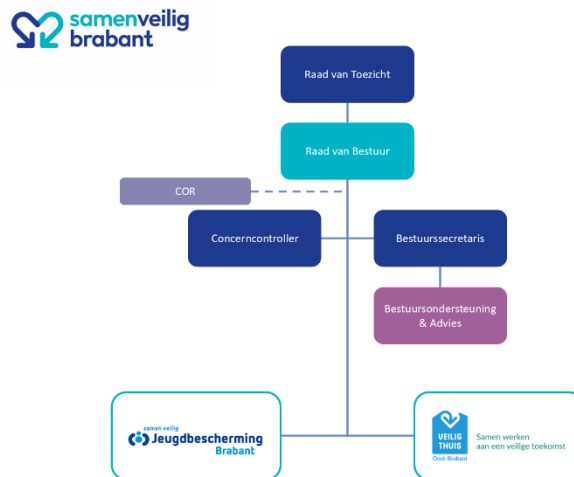 samenveilig
brabant
Raad van Toezicht
Raad van Bestuur
COR
Concerncontroller
Bestuurssecretaris
Bestuursondersteuning
& Advies
samen veilig
Jeugdbescherming
Brabant
VEILIG
THUIS
Oost-Brabant
Samen werken
aan een veilige toekomst